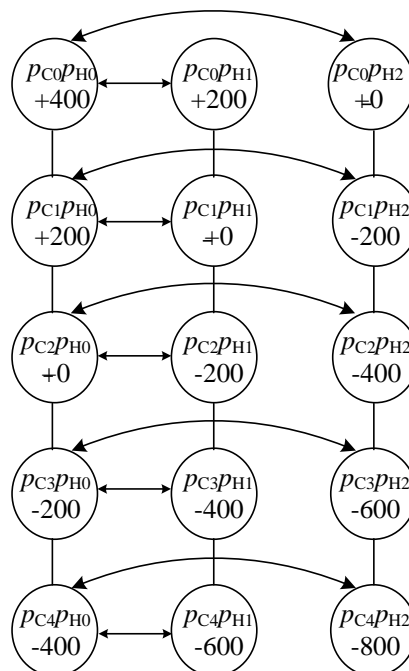 pC0pH0 pC0pH1 pC0pH2
+400 +200 ±0
pC1pH0 pC1pH1 pC1pH2
+200 ±0 -200
pC2pH0 pC2pH1 pC2pH2
±0 -200 -400
pC3pH0 pC3pH1 pC3pH2
-200 -400 -600
pC4pH0 pC4pH1 pC4pH2
-400 -600 -800